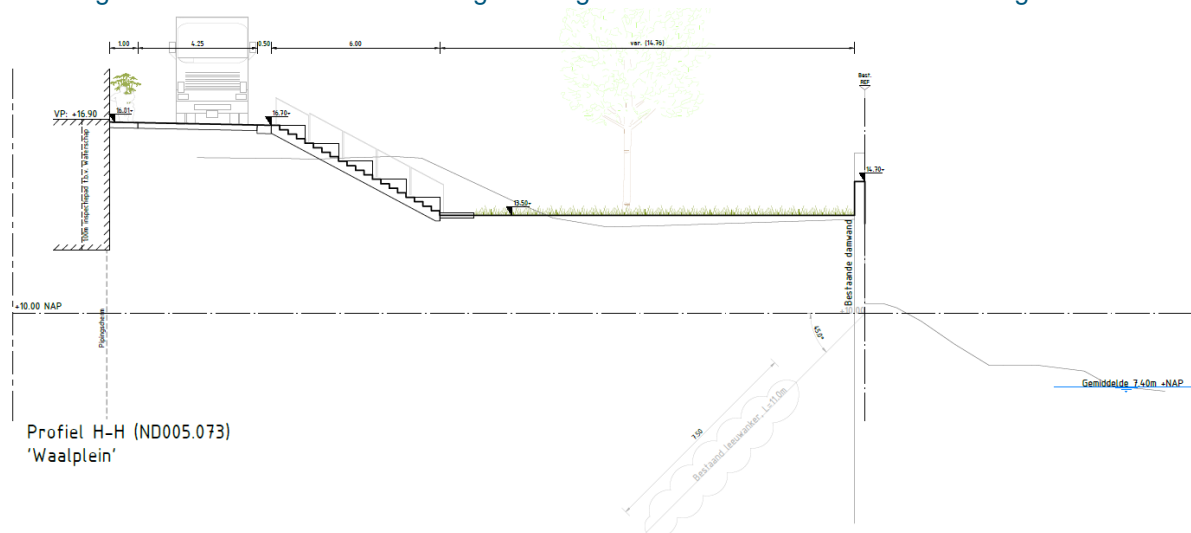 1.00
4.25
0.50
6.00
var. (14.76)
Best.
REF
VP: +16.90
16.70+
14.70+
13.50+
Bestaande damwand
+10.00 NAP
Pipingscherm
45.0°
Gemiddelde 7.40m +NAP
7.50
Bestaand leeuwanker, L=11.0m
Profiel H-H (ND005.073)
'Waalplein'